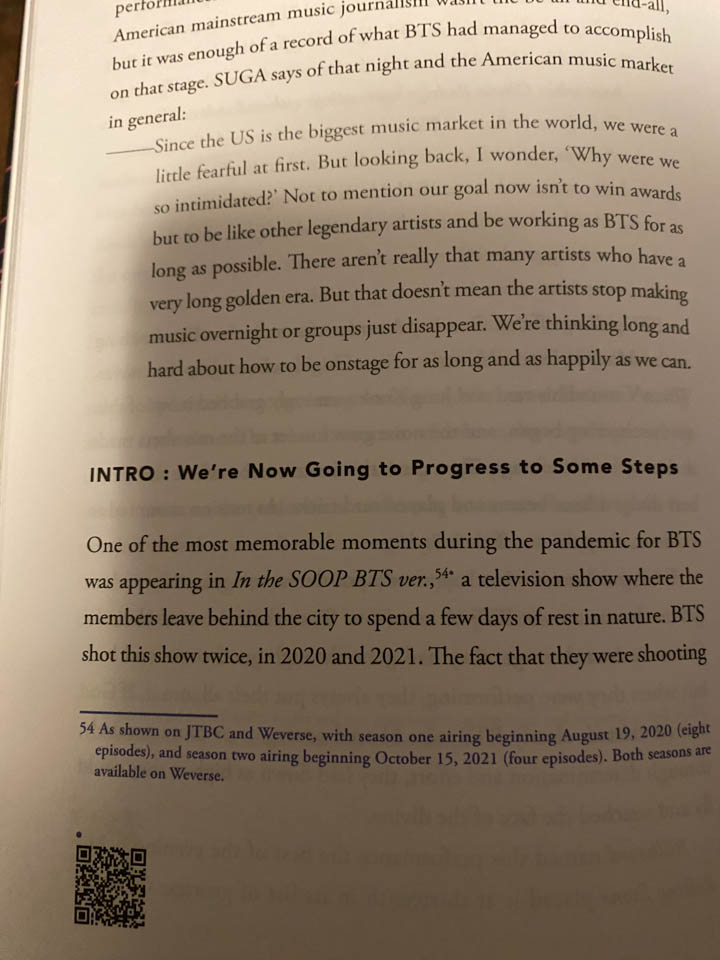 American mainstream music journalism wasn't the be-all and end-all,
but it was enough of a record of what BTS had managed to accomplish
on that stage. SUGA says of that night and the American music market
in general:
Since the US is the biggest music market in the world, we were a
little fearful at first. But looking back, I wonder, ‘Why were we
so intimidated?’ Not to mention our goal now isn't to win awards
but to be like other legendary artists and be working as BTS for as
long as possible. There aren't really that many artists who have a
very long golden era. But that doesn't mean the artists stop making
music overnight or groups just disappear. We're thinking long and
hard about how to be onstage for as long and as happily as we can.
INTRO : We're Now Going to Progress to Some Steps
One of the most memorable moments during the pandemic for BTS
was appearing in In the SOOP BTS ver.,54* a television show where the
members leave behind the city to spend a few days of rest in nature. BTS
shot this show twice, in 2020 and 2021. The fact that they were shooting
54 As shown on JTBC and Weverse, with season one airing beginning August 19, 2020 (eight
episodes), and season two airing beginning October 15, 2021 (four episodes). Both seasons are
available on Weverse.